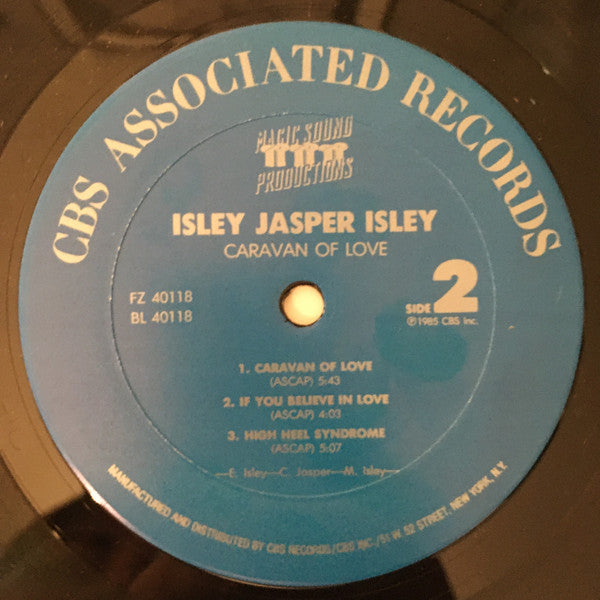 CBS ASSOCIATED RECORDS
MAGIC SOUND
PRODUCTIONS
ISLEY JASPER ISLEY
CARAVAN OF LOVE
FZ 40118
BL 40118
SIDE 2
℗1985 CBS Inc.
1. CARAVAN OF LOVE
(ASCAP) 5:43
2. IF YOU BELIEVE IN LOVE
(ASCAP) 4:03
3. HIGH HEEL SYNDROME
(ASCAP) 5:07
—E. Isley—C. Jasper—M. Isley—
MANUFACTURED AND DISTRIBUTED BY CBS RECORDS/CBS INC./51 W. 52 STREET, NEW YORK, N.Y.